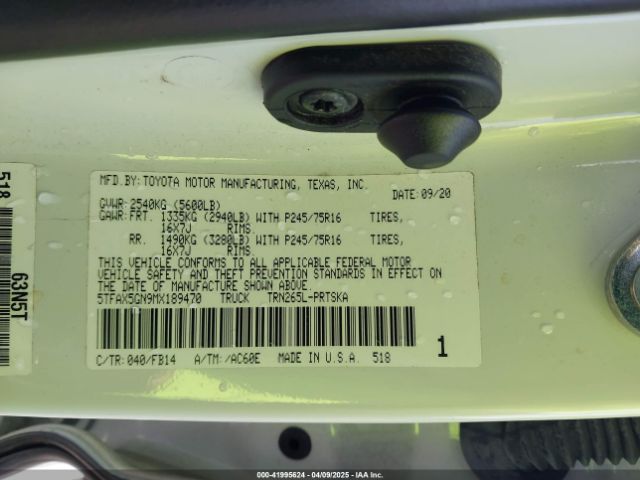 MFD.BY: TOYOTA MOTOR MANUFACTURING, TEXAS, INC.
DATE: 09/20
GVWR: 2540KG (5600LB)
GAWR: FRT. 1335KG (2940LB) WITH P245/75R16 TIRES,
16X7J RIMS.
RR. 1490KG (3280LB) WITH P245/75R16 TIRES,
16X7J RIMS.
THIS VEHICLE CONFORMS TO ALL APPLICABLE FEDERAL MOTOR
VEHICLE SAFETY AND THEFT PREVENTION STANDARDS IN EFFECT
ON THE DATE OF MANUFACTURE SHOWN ABOVE.
5TFAX5GN9MX189470 TRUCK TRN265L-PRTSKA
C/TR: 040/FB14 A/TM: /AC60E MADE IN U.S.A. 518
1
518
63N5T
000-41995624 - 04/09/2025 - IAAI Inc.